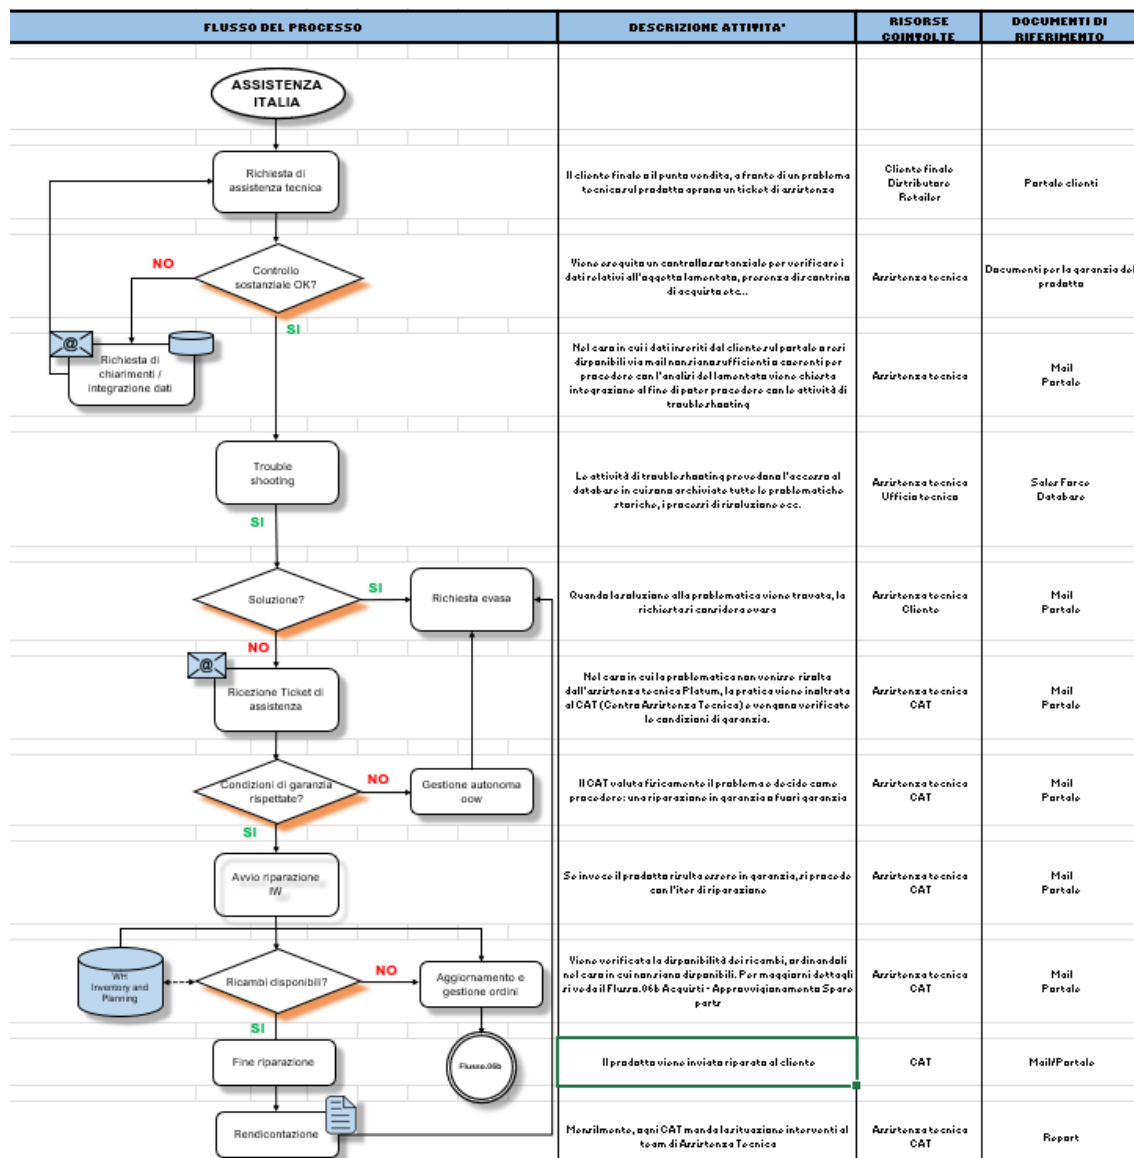 FLUSSO DEL PROCESSO
DESCRIZIONE ATTIVITA'
RISORSE
COINVOLTE
DOCUMENTI DI
RIFERIMENTO
ASSISTENZA
ITALIA
Richiesta di
assistenza tecnica
Il cliente finale o il punto vendita, a fronte di un problema
tecnico sul prodotto aprono un ticket di assistenza
Cliente finale
Distributore
Retailer
Portale clienti
NO
Controllo
sostanziale OK?
SI
Viene eseguito un controllo sostanziale per verificare i
dati relativi all'oggetto lamentato, presenza di scontrino
di acquisto etc...
Assistenza tecnica
Documenti per la garanzia del
prodotto
@
Richiesta di
chiarimenti /
integrazione dati
Nel caso in cui i dati inseriti dal cliente sul portale o resi
disponibili via mail non siano sufficienti o coerenti per
procedere con l'analisi del lamentato viene chiesta
integrazione al fine di poter procedere con le attività di
troubleshooting
Assistenza tecnica
Mail
Portale
Trouble
shooting
SI
Le attività di troubleshooting prevedono l'accesso al
database in cui sono archiviate tutte le problematiche
storiche, i processi di risoluzione ecc.
Assistenza tecnica
Ufficio tecnico
Sales Force
Database
Soluzione?
SI
Richiesta evasa
NO
Quando la soluzione alla problematica viene trovata, la
richiesta si considera evasa
Assistenza tecnica
Cliente
Mail
Portale
@
Ricezione Ticket di
assistenza
Nel caso in cui la problematica non venisse risolta
dall'assistenza tecnica Platum, la pratica viene inoltrata
al CAT (Centro Assistenza Tecnica) e vengono verificate
le condizioni di garanzia.
Assistenza tecnica
CAT
Mail
Portale
Condizioni di garanzia
rispettate?
NO
Gestione autonoma
oow
SI
Il CAT valuta fisicamente il problema e decide come
procedere: una riparazione in garanzia o fuori garanzia
Assistenza tecnica
CAT
Mail
Portale
Avvio riparazione
IW
Se invece il prodotto risulta essere in garanzia, si procede
con l'iter di riparazione
Assistenza tecnica
CAT
Mail
Portale
WH
Inventory and
Planning
Ricambi disponibili?
NO
Aggiornamento e
gestione ordini
SI
Viene verificata la disponibilità dei ricambi, ordinandoli
nel caso in cui non siano disponibili. Per maggiorni dettagli
si veda il Flusso.06b Acquisti - Approvvigionamento Spare
parts
Assistenza tecnica
CAT
Mail
Portale
Fine riparazione
Flusso.06b
Il prodotto viene inviato riparato al cliente
CAT
Mail/Portale
Rendicontazione
Mensilmente, ogni CAT manda la situazione interventi al
team di Assistenza Tecnica
Assistenza tecnica
CAT
Report